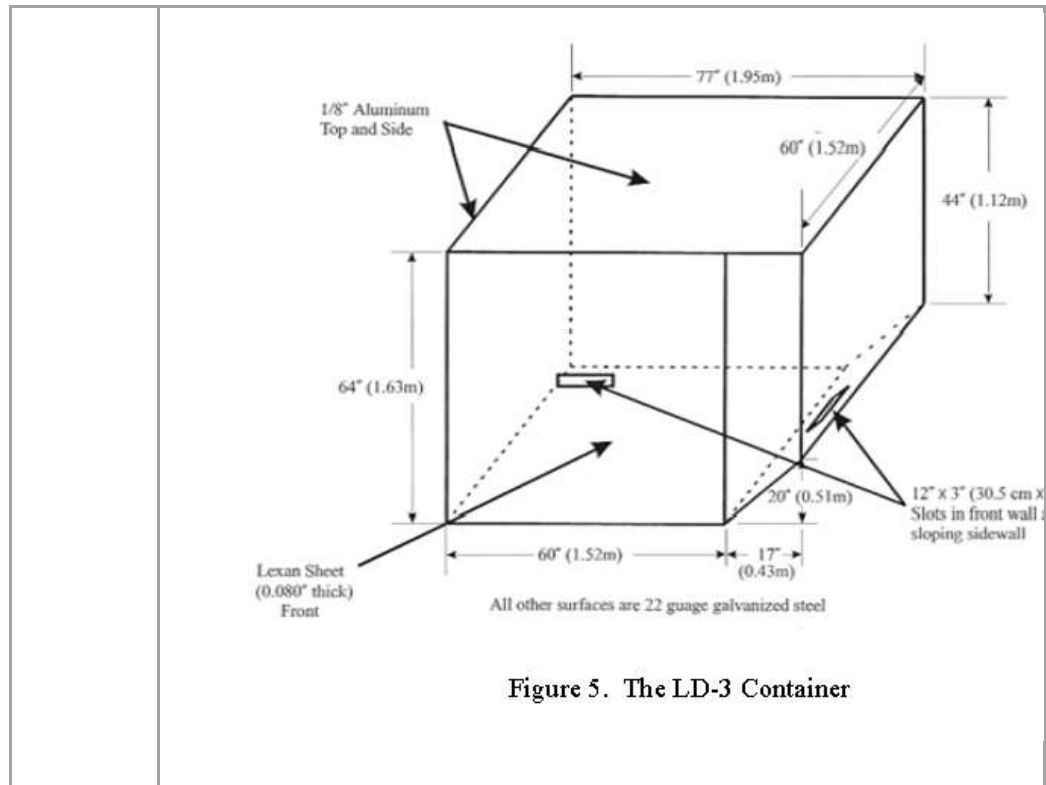 77" (1.95m)
1/8" Aluminum
Top and Side
60" (1.52m)
44" (1.12m)
64" (1.63m)
20" (0.51m)
12" x 3" (30.5 cm x
Slots in front wall
sloping sidewall
60" (1.52m)
17"
(0.43m)
Lexan Sheet
(0.080" thick)
Front
All other surfaces are 22 guage galvanized steel
Figure 5. The LD-3 Container